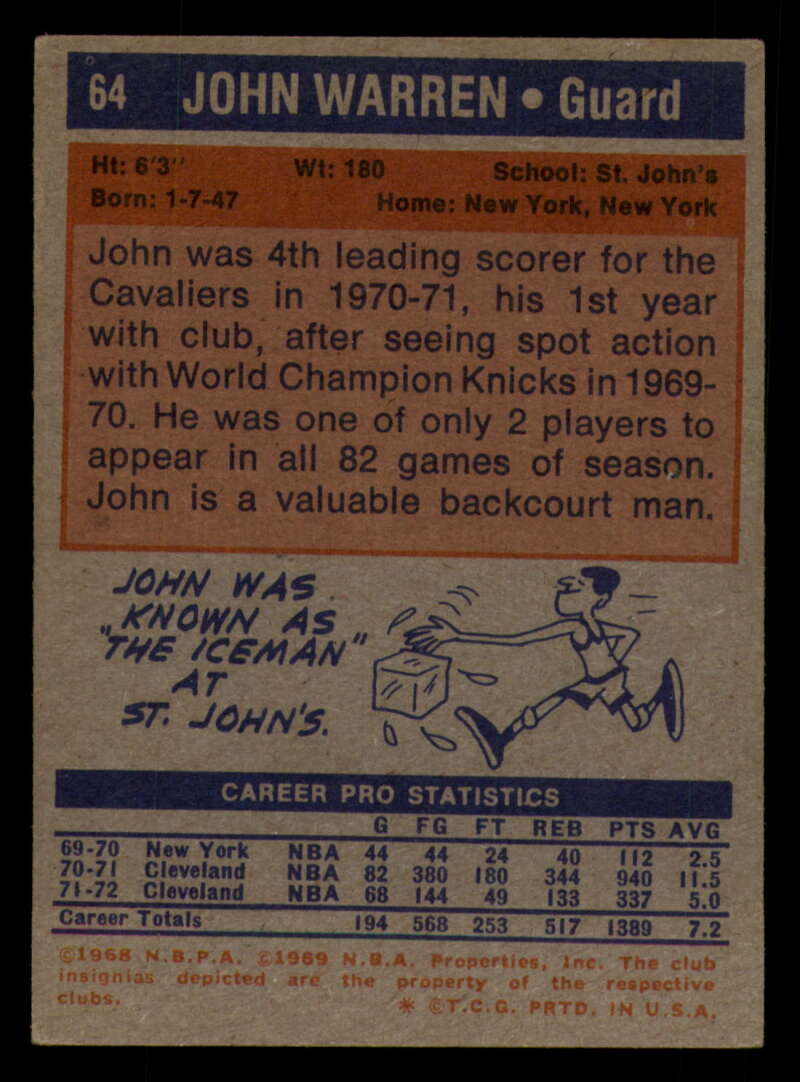 64 JOHN WARREN • Guard
Ht: 6'3" Wt: 180 School: St. John's
Born: 1-7-47 Home: New York, New York
John was 4th leading scorer for the
Cavaliers in 1970-71, his 1st year
with club, after seeing spot action
with World Champion Knicks in 1969-
70. He was one of only 2 players to
appear in all 82 games of season.
John is a valuable backcourt man.
JOHN WAS
"KNOWN AS
THE ICEMAN"
AT
ST. JOHN'S.
CAREER PRO STATISTICS
G FG FT REB PTS AVG
69-70 New York NBA 44 44 24 40 112 2.5
70-71 Cleveland NBA 82 380 180 344 940 11.5
71-72 Cleveland NBA 68 144 49 133 337 5.0
Career Totals 194 568 253 517 1389 7.2
©1968 N.B.P.A. ©1969 N.B.A. Properties, Inc. The club
insignias depicted are the property of the respective
clubs. * ©T.C.G. PRTD. IN U.S.A.